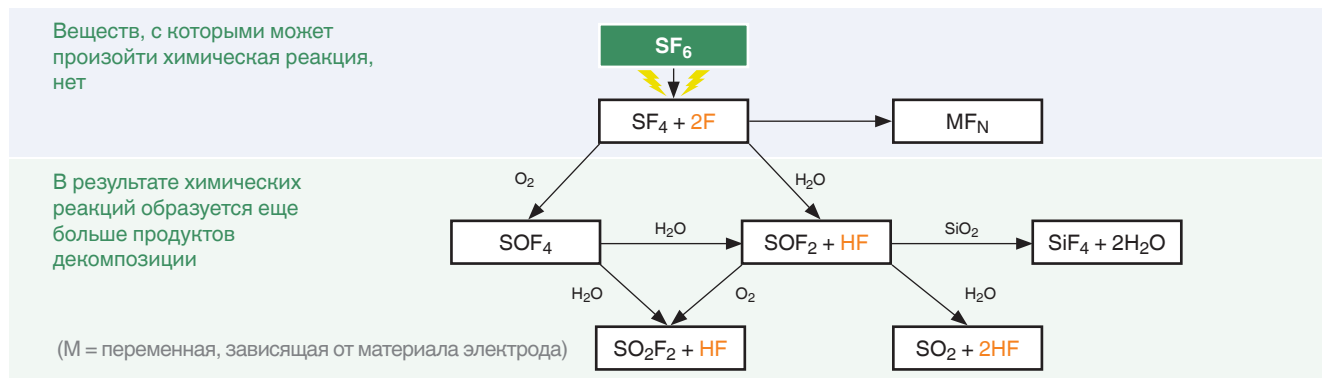 Веществ, с которыми может
произойти химическая реакция,
нет
SF₆
SF₄ + 2F
MF_N
В результате химических
реакций образуется еще
больше продуктов
декомпозиции
O₂
H₂O
SOF₄
H₂O
SOF₂ + HF
SiO₂
SiF₄ + 2H₂O
H₂O
O₂
H₂O
(M = переменная, зависящая от материала электрода)
SO₂F₂ + HF
SO₂ + 2HF